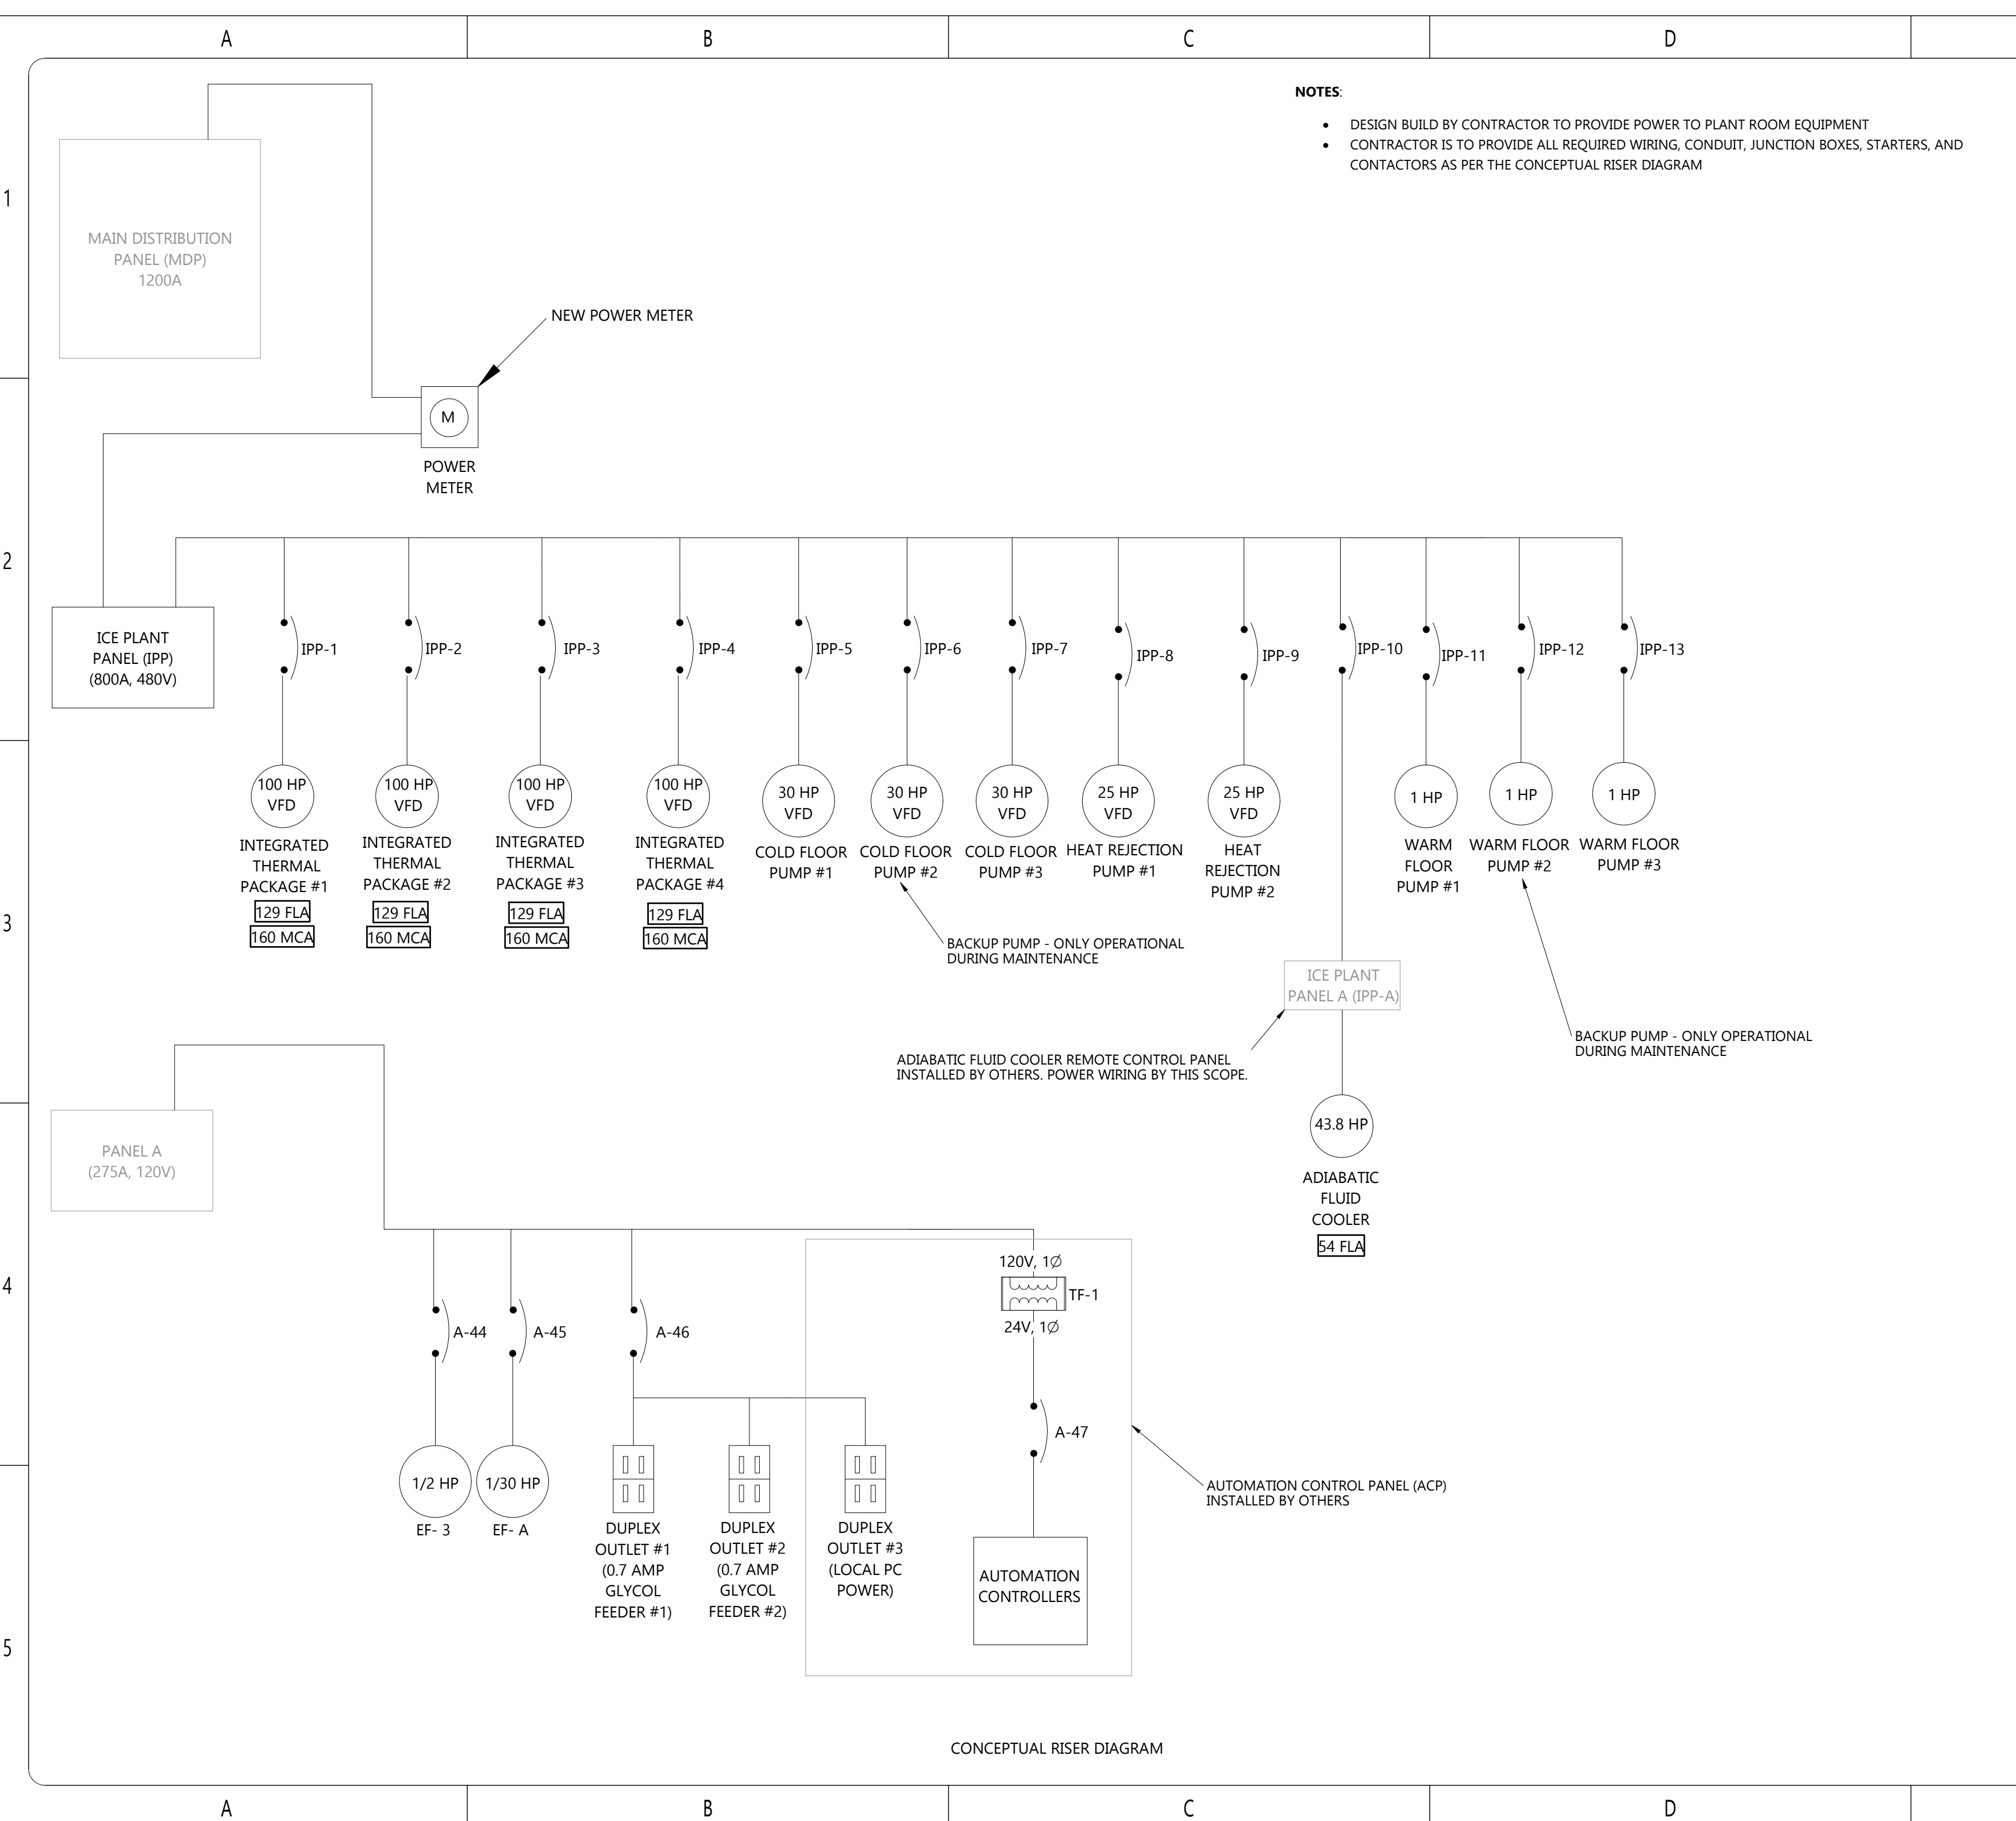 A
B
C
D
NOTES:
• DESIGN BUILD BY CONTRACTOR TO PROVIDE POWER TO PLANT ROOM EQUIPMENT
• CONTRACTOR IS TO PROVIDE ALL REQUIRED WIRING, CONDUIT, JUNCTION BOXES, STARTERS, AND
CONTACTORS AS PER THE CONCEPTUAL RISER DIAGRAM
1
MAIN DISTRIBUTION
PANEL (MDP)
1200A
NEW POWER METER
M
POWER
METER
2
ICE PLANT
PANEL (IPP)
(800A, 480V)
IPP-1
IPP-2
IPP-3
IPP-4
IPP-5
IPP-6
IPP-7
IPP-8
IPP-9
IPP-10
IPP-11
IPP-12
IPP-13
100 HP
VFD
INTEGRATED
THERMAL
PACKAGE #1
129 FLA
160 MCA
100 HP
VFD
INTEGRATED
THERMAL
PACKAGE #2
129 FLA
160 MCA
100 HP
VFD
INTEGRATED
THERMAL
PACKAGE #3
129 FLA
160 MCA
100 HP
VFD
INTEGRATED
THERMAL
PACKAGE #4
129 FLA
160 MCA
30 HP
VFD
COLD FLOOR
PUMP #1
30 HP
VFD
COLD FLOOR
PUMP #2
30 HP
VFD
COLD FLOOR
PUMP #3
25 HP
VFD
HEAT REJECTION
PUMP #1
25 HP
VFD
HEAT
REJECTION
PUMP #2
1 HP
WARM
FLOOR
PUMP #1
1 HP
WARM FLOOR
PUMP #2
1 HP
WARM FLOOR
PUMP #3
3
BACKUP PUMP - ONLY OPERATIONAL
DURING MAINTENANCE
ICE PLANT
PANEL A (IPP-A)
BACKUP PUMP - ONLY OPERATIONAL
DURING MAINTENANCE
ADIABATIC FLUID COOLER REMOTE CONTROL PANEL
INSTALLED BY OTHERS. POWER WIRING BY THIS SCOPE.
43.8 HP
ADIABATIC
FLUID
COOLER
54 FLA
PANEL A
(275A, 120V)
4
120V, 1Ø
TF-1
24V, 1Ø
A-44
A-45
A-46
A-47
1/2 HP
EF- 3
1/30 HP
EF- A
DUPLEX
OUTLET #1
(0.7 AMP
GLYCOL
FEEDER #1)
DUPLEX
OUTLET #2
(0.7 AMP
GLYCOL
FEEDER #2)
DUPLEX
OUTLET #3
(LOCAL PC
POWER)
AUTOMATION
CONTROLLERS
AUTOMATION CONTROL PANEL (ACP)
INSTALLED BY OTHERS
5
CONCEPTUAL RISER DIAGRAM
A
B
C
D